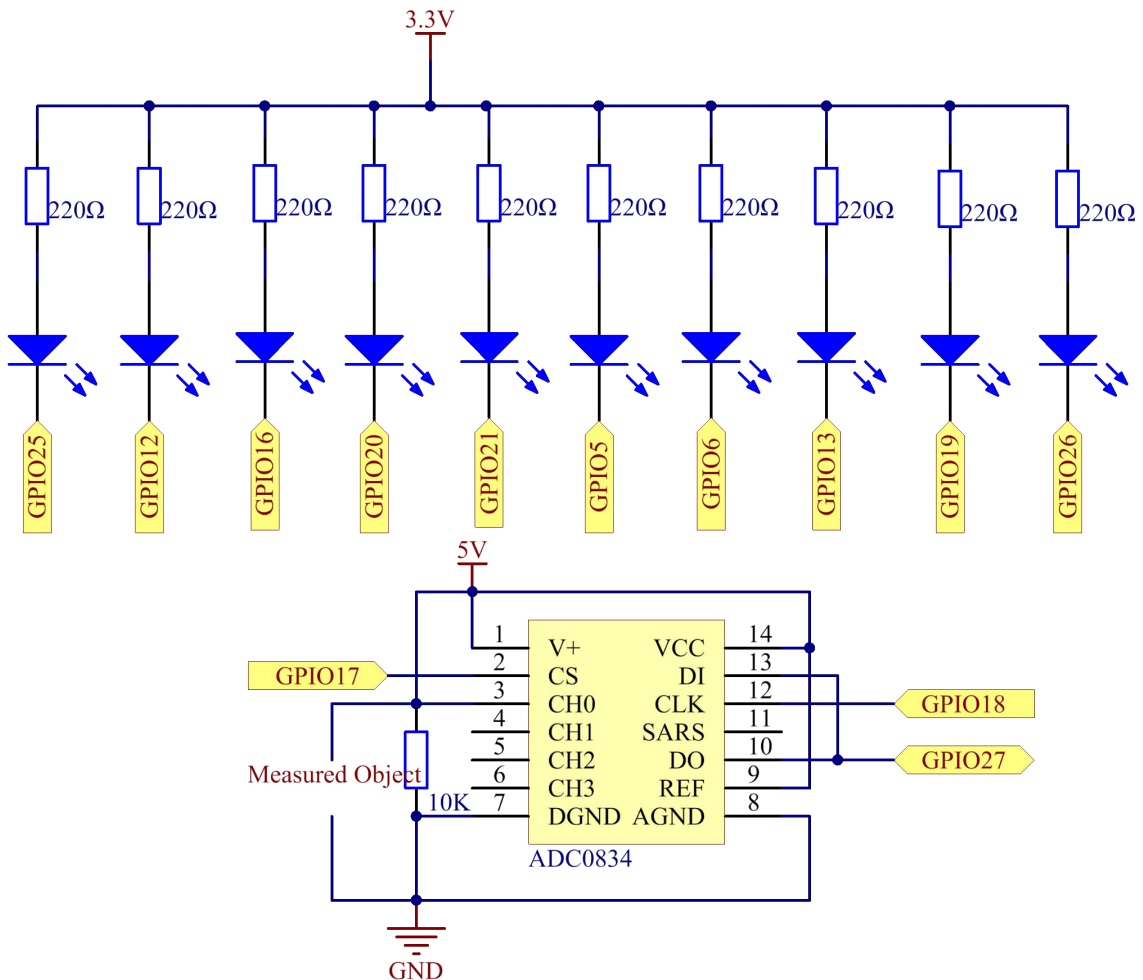 3.3V
220Ω
220Ω
220Ω
220Ω
220Ω
220Ω
220Ω
220Ω
220Ω
220Ω
GPIO25
GPIO12
GPIO16
GPIO20
GPIO21
GPIO5
GPIO6
GPIO13
GPIO19
GPIO26
5V
1 V+ VCC 14
GPIO17 2 CS DI 13
3 CH0 CLK 12 GPIO18
4 CH1 SARS 11
5 CH2 DO 10 GPIO27
Measured Object 6 CH3 REF 9
10K 7 DGND AGND 8
ADC0834
GND